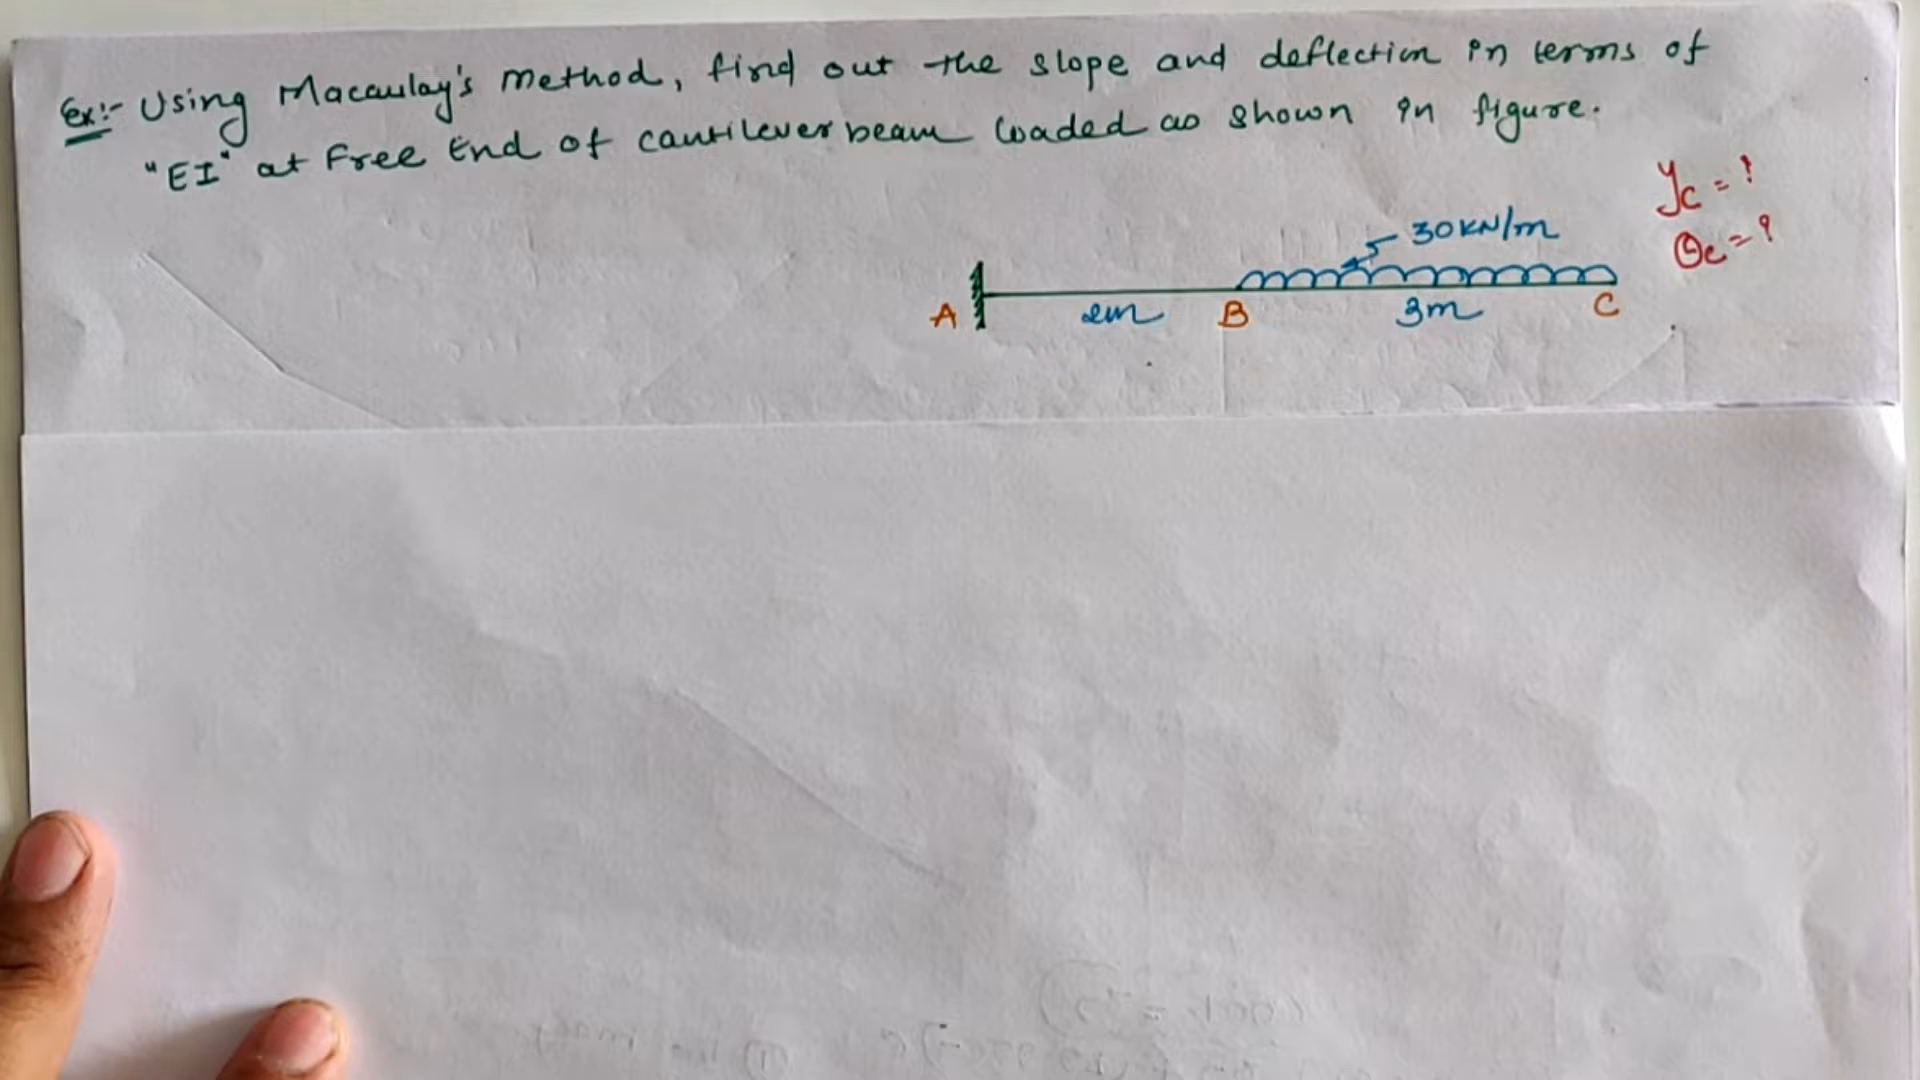 Ex:- Using Macaulay's Method, find out the slope and deflection in terms of
"EI" at Free End of cantilever beam loaded as shown in figure.
yc = ?
θc = ?
30KN/m
A 2m B 3m C